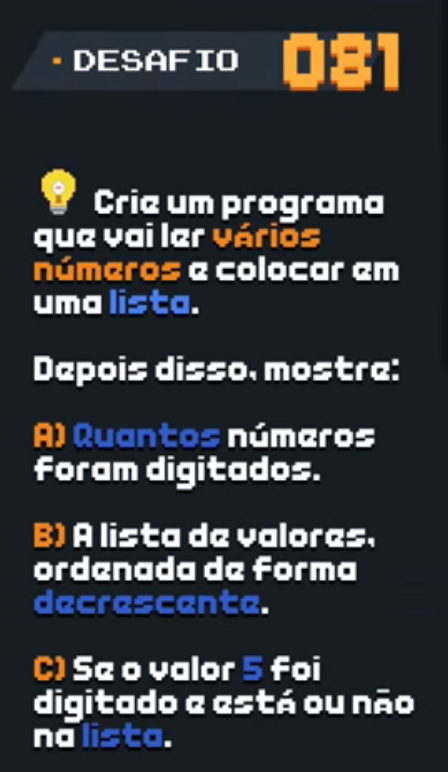 DESAFIO 081
Crie um programa
que vai ler vários
números e colocar em
uma lista.
Depois disso, mostre:
A) Quantos números
foram digitados.
B) A lista de valores,
ordenada de forma
decrescente.
C) Se o valor 5 foi
digitado e está ou não
na lista.